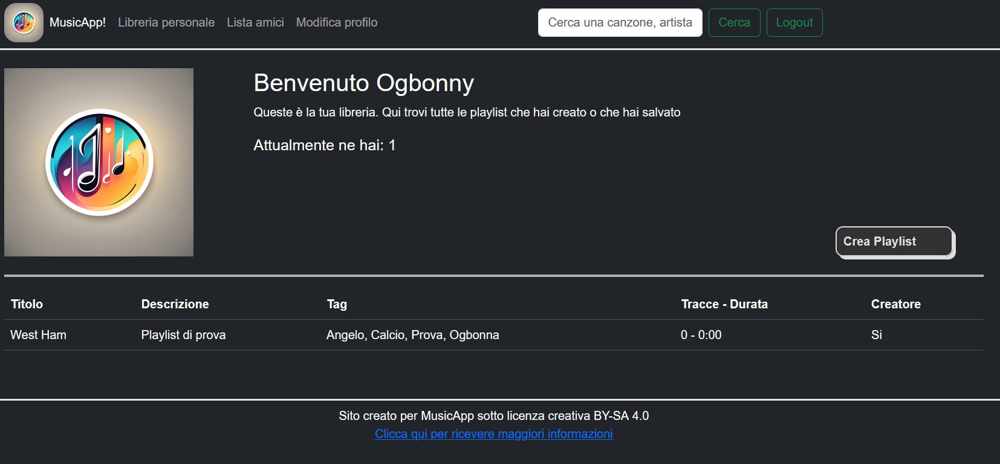 MusicApp! Libreria personale Lista amici Modifica profilo Cerca una canzone, artista Cerca Logout
Benvenuto Ogbonny
Queste è la tua libreria. Qui trovi tutte le playlist che hai creato o che hai salvato
Attualmente ne hai: 1
Crea Playlist
Titolo Descrizione Tag Tracce - Durata Creatore
West Ham Playlist di prova Angelo, Calcio, Prova, Ogbonna 0 - 0:00 Si
Sito creato per MusicApp sotto licenza creativa BY-SA 4.0
Clicca qui per ricevere maggiori informazioni